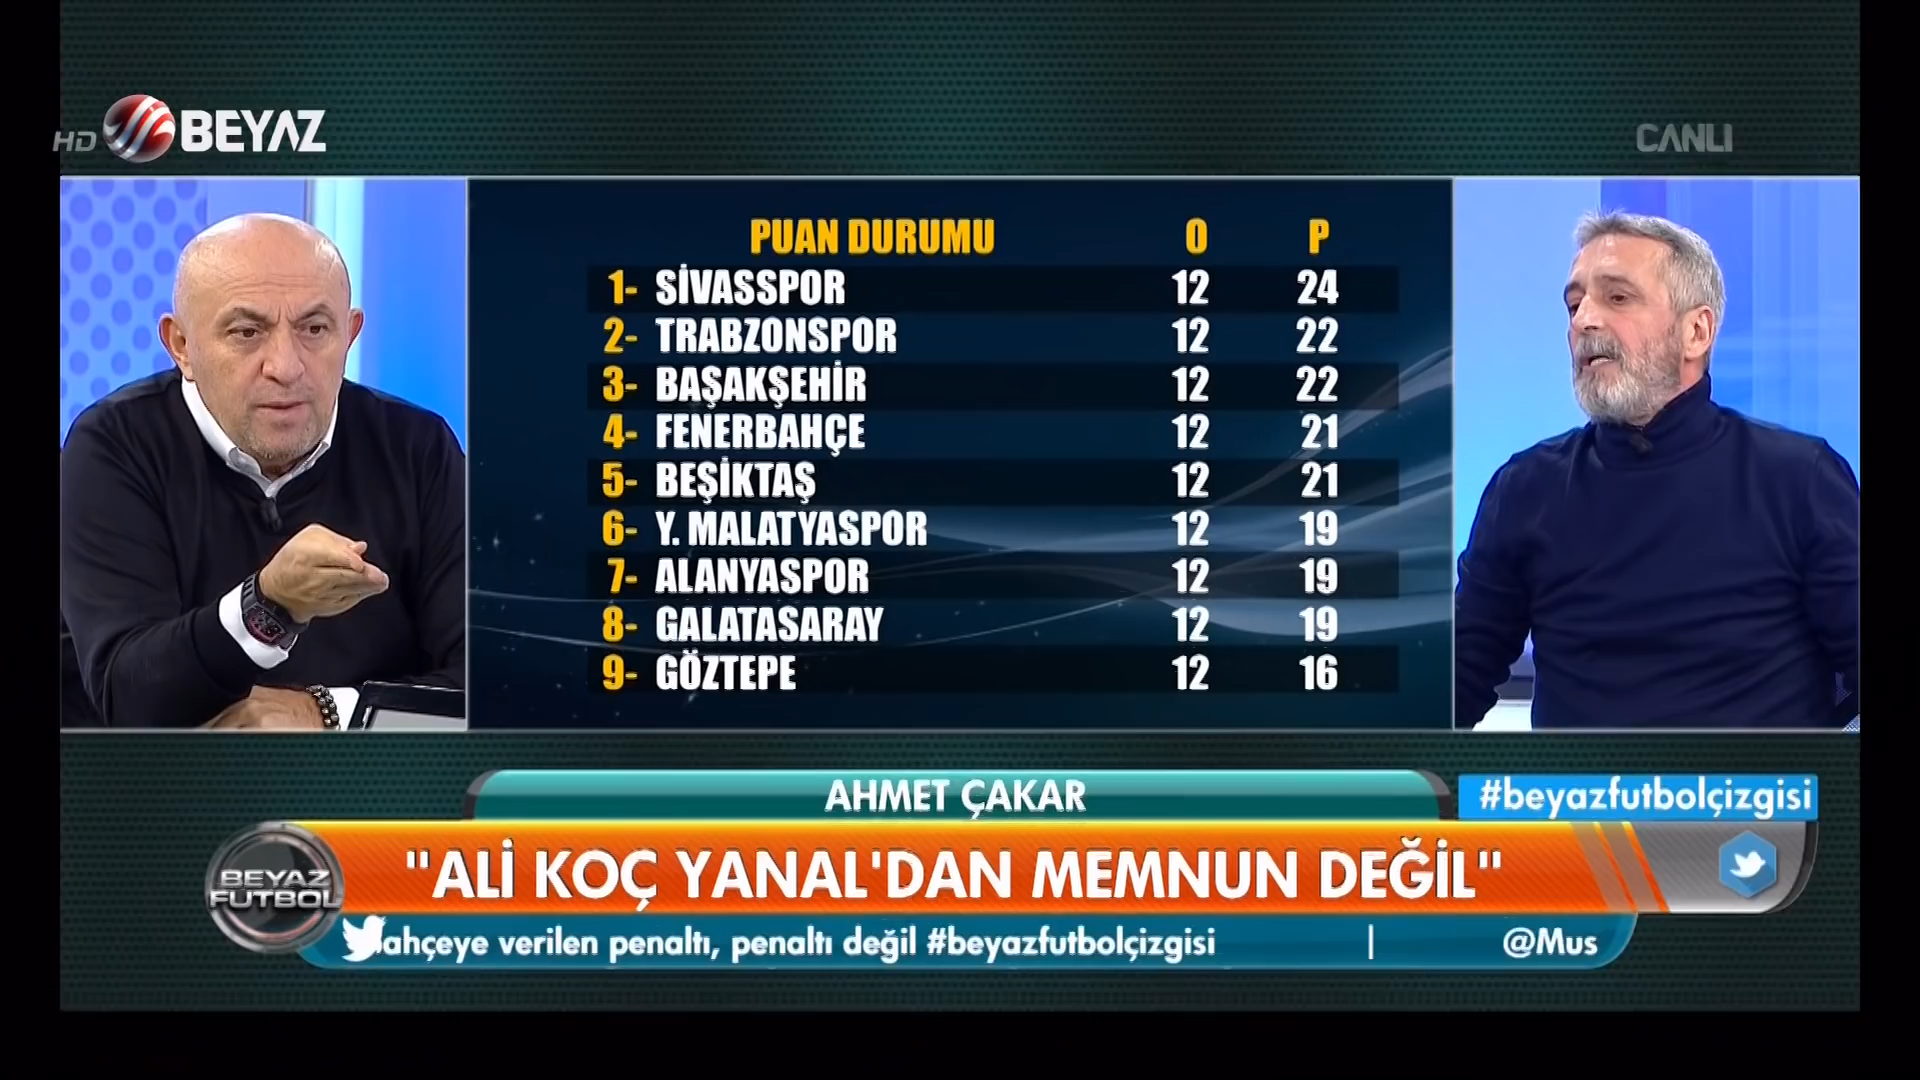 HD BEYAZ
CANLI
PUAN DURUMU O P
1- SİVASSPOR 12 24
2- TRABZONSPOR 12 22
3- BAŞAKŞEHİR 12 22
4- FENERBAHÇE 12 21
5- BEŞİKTAŞ 12 21
6- Y. MALATYASPOR 12 19
7- ALANYASPOR 12 19
8- GALATASARAY 12 19
9- GÖZTEPE 12 16
AHMET ÇAKAR
#beyazfutbolçizgisi
BEYAZ
FUTBOL
"ALİ KOÇ YANAL'DAN MEMNUN DEĞİL"
ahçeye verilen penaltı, penaltı değil #beyazfutbolçizgisi | @Mus